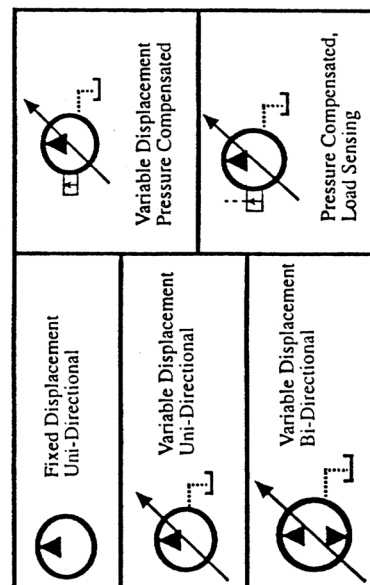 Fixed Displacement
Uni-Directional
Variable Displacement
Uni-Directional
Variable Displacement
Bi-Directional
Variable Displacement
Pressure Compensated
Pressure Compensated,
Load Sensing